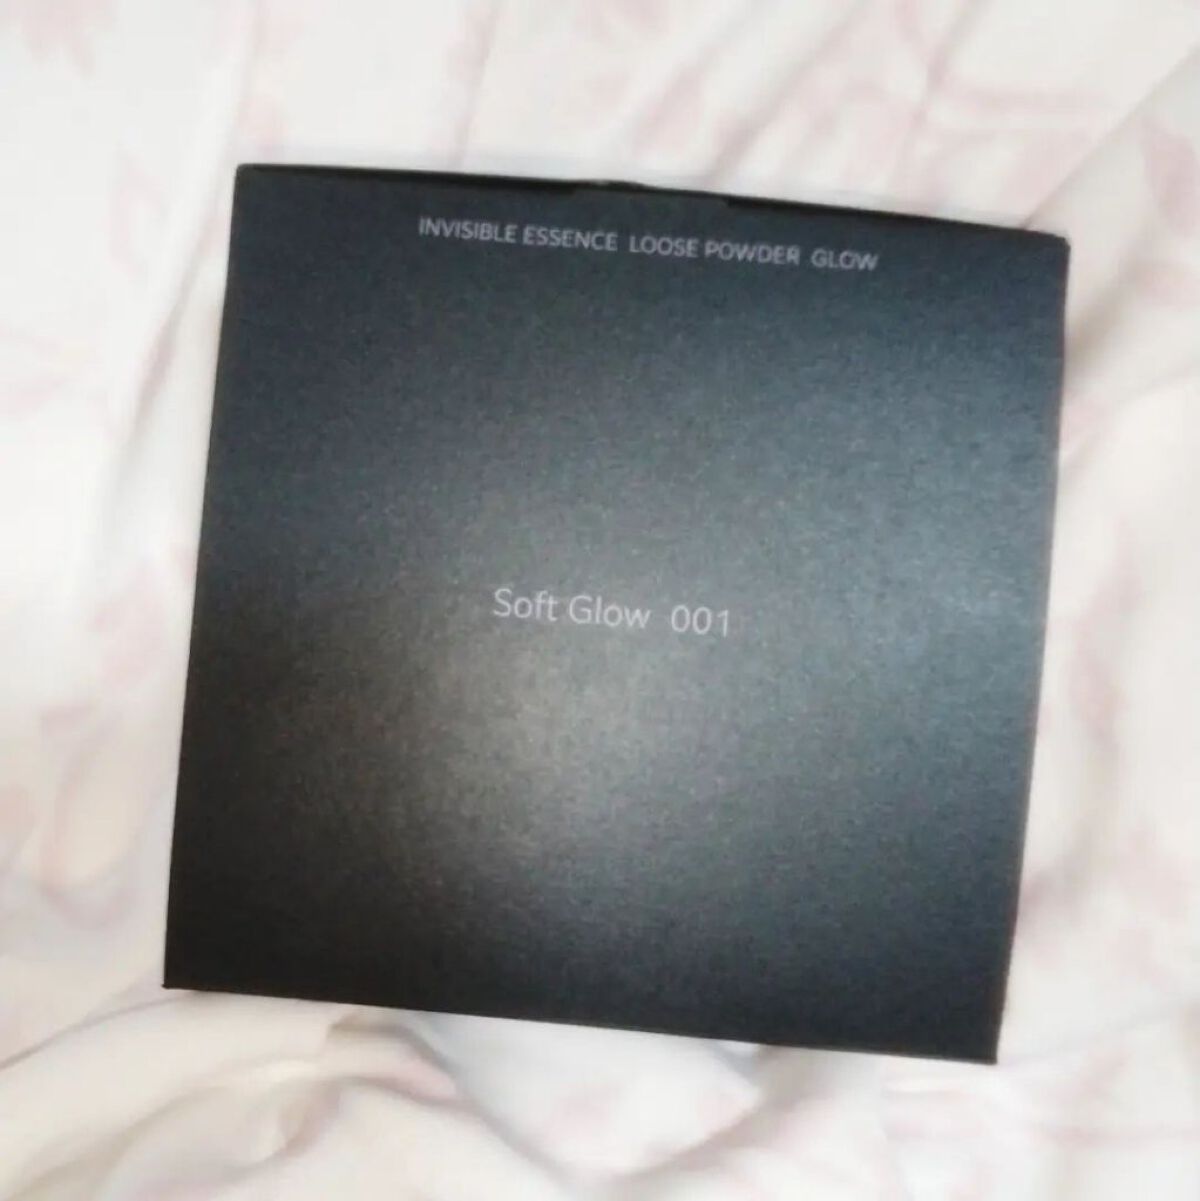 INVISIBLE ESSENCE LOOSE POWDER GLOW
Soft Glow 001